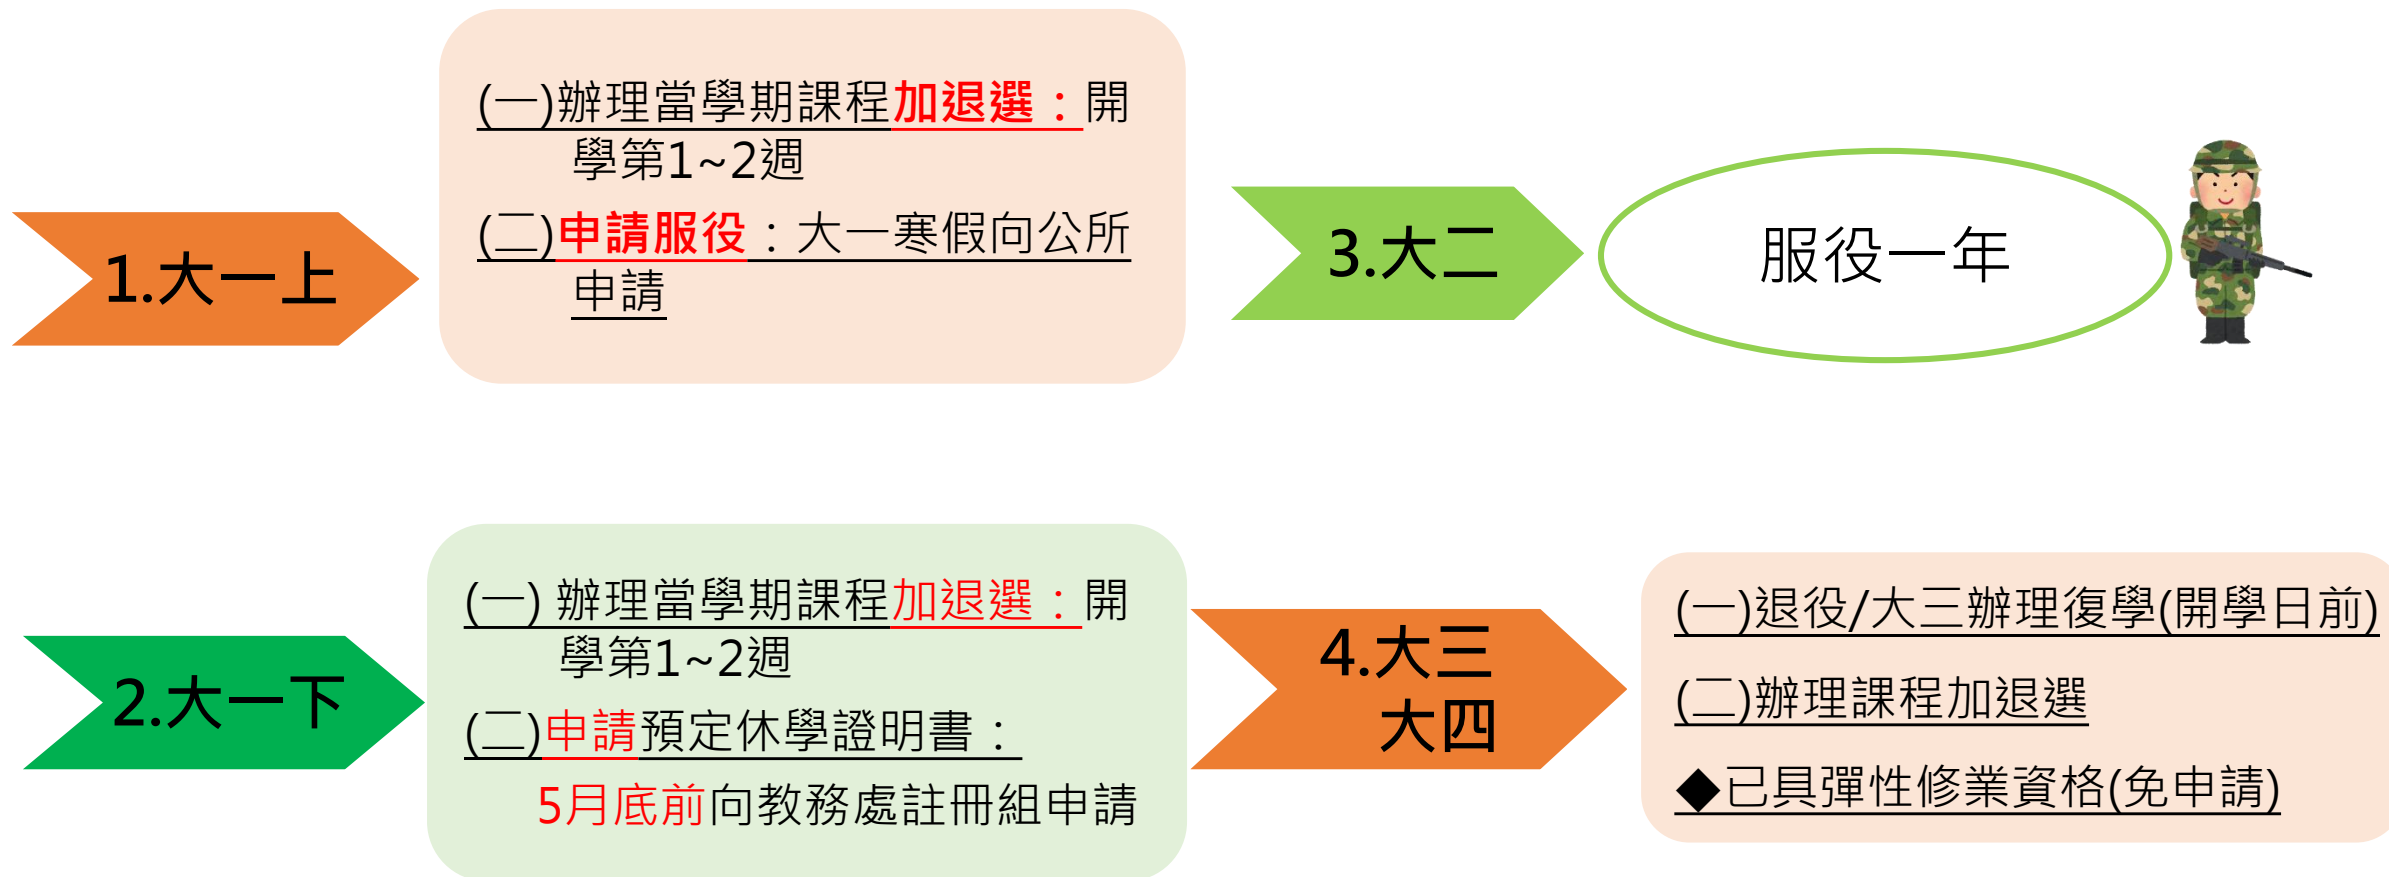 1.大一上
(一)辦理當學期課程加退選：開
學第1~2週
(二)申請服役：大一寒假向公所
申請
2.大一下
(一) 辦理當學期課程加退選：開
學第1~2週
(二)申請預定休學證明書：
5月底前向教務處註冊組申請
3.大二
服役一年
4.大三
大四
(一)退役/大三辦理復學(開學日前)
(二)辦理課程加退選
◆已具彈性修業資格(免申請)